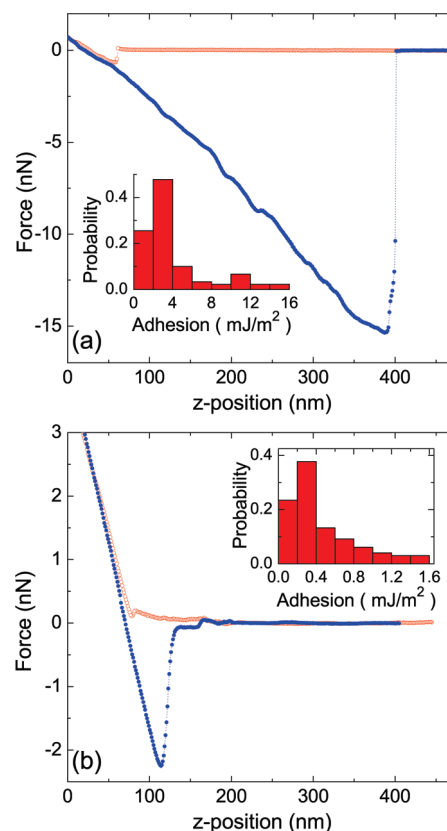 0
-5
-10
-15
Force (nN)
0.4
0.2
0.0
Probability
0 4 8 12 16
Adhesion ( mJ/m²)
(a)
0 100 200 300 400
z-position (nm)
3
2
1
0
-1
-2
Force (nN)
0.4
0.2
0.0
Probability
0.0 0.4 0.8 1.2 1.6
Adhesion ( mJ/m²)
(b)
0 100 200 300 400
z-position (nm)